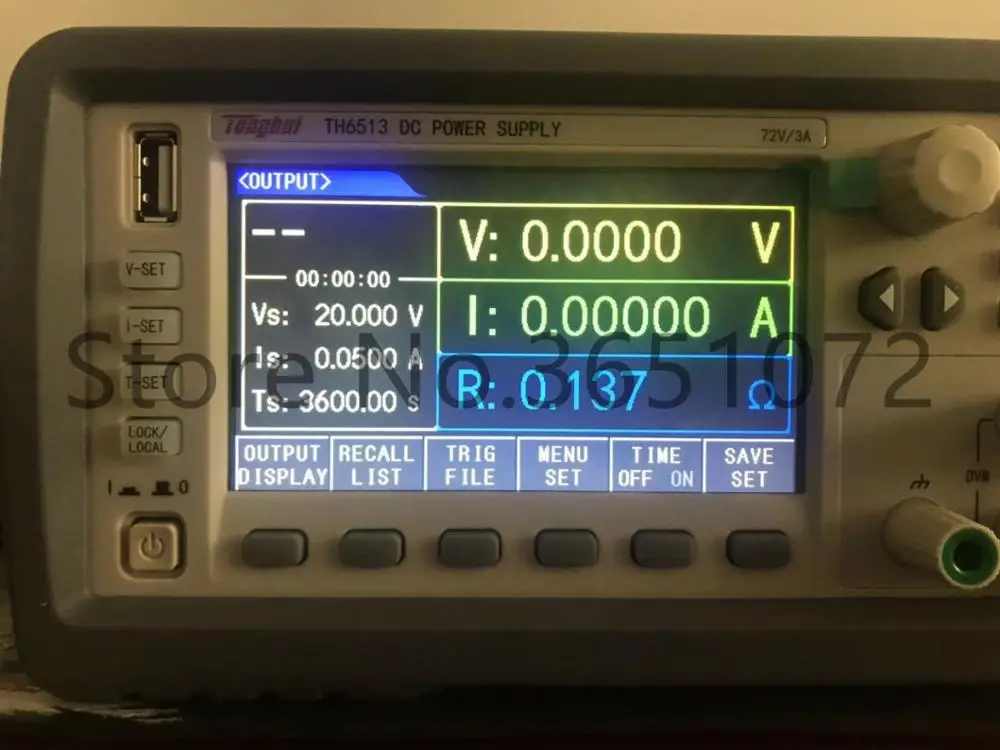 Tonghui TH6513 DC POWER SUPPLY 72V/3A
<OUTPUT>
--
00:00:00
Vs: 20.000 V
Is: 0.0500 A
Ts: 3600.00 s
V: 0.0000 V
I: 0.00000 A
R: 0.137 Ω
OUTPUT DISPLAY
RECALL LIST
TRIG FILE
MENU SET
TIME OFF ON
SAVE SET
V-SET
I-SET
T-SET
LOCK/
LOCAL
I 0
DVM
Store No.3651072